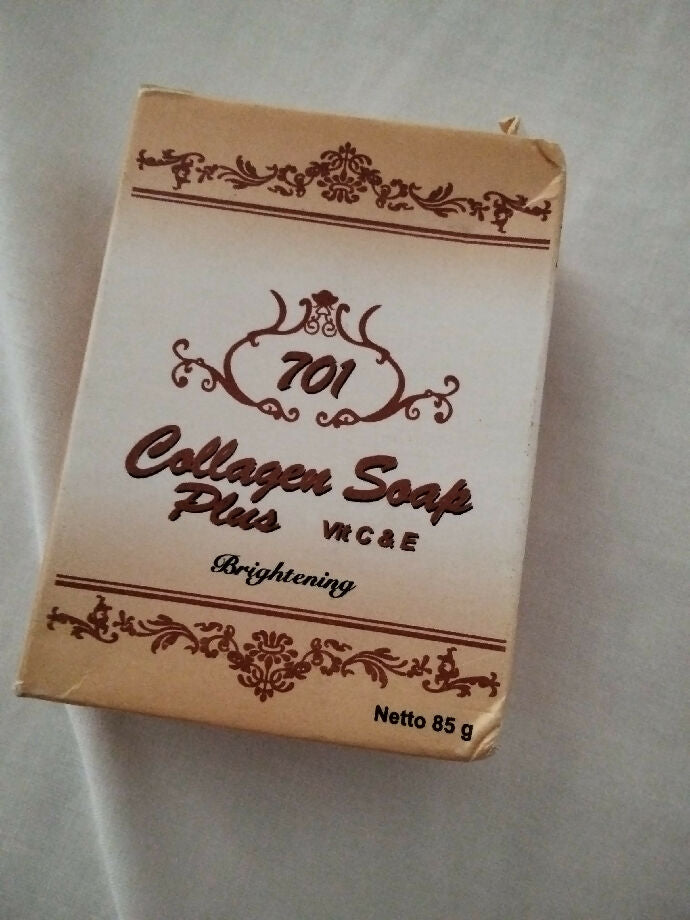 701
Collagen Soap
Plus Vit C & E
Brightening
Netto 85 g